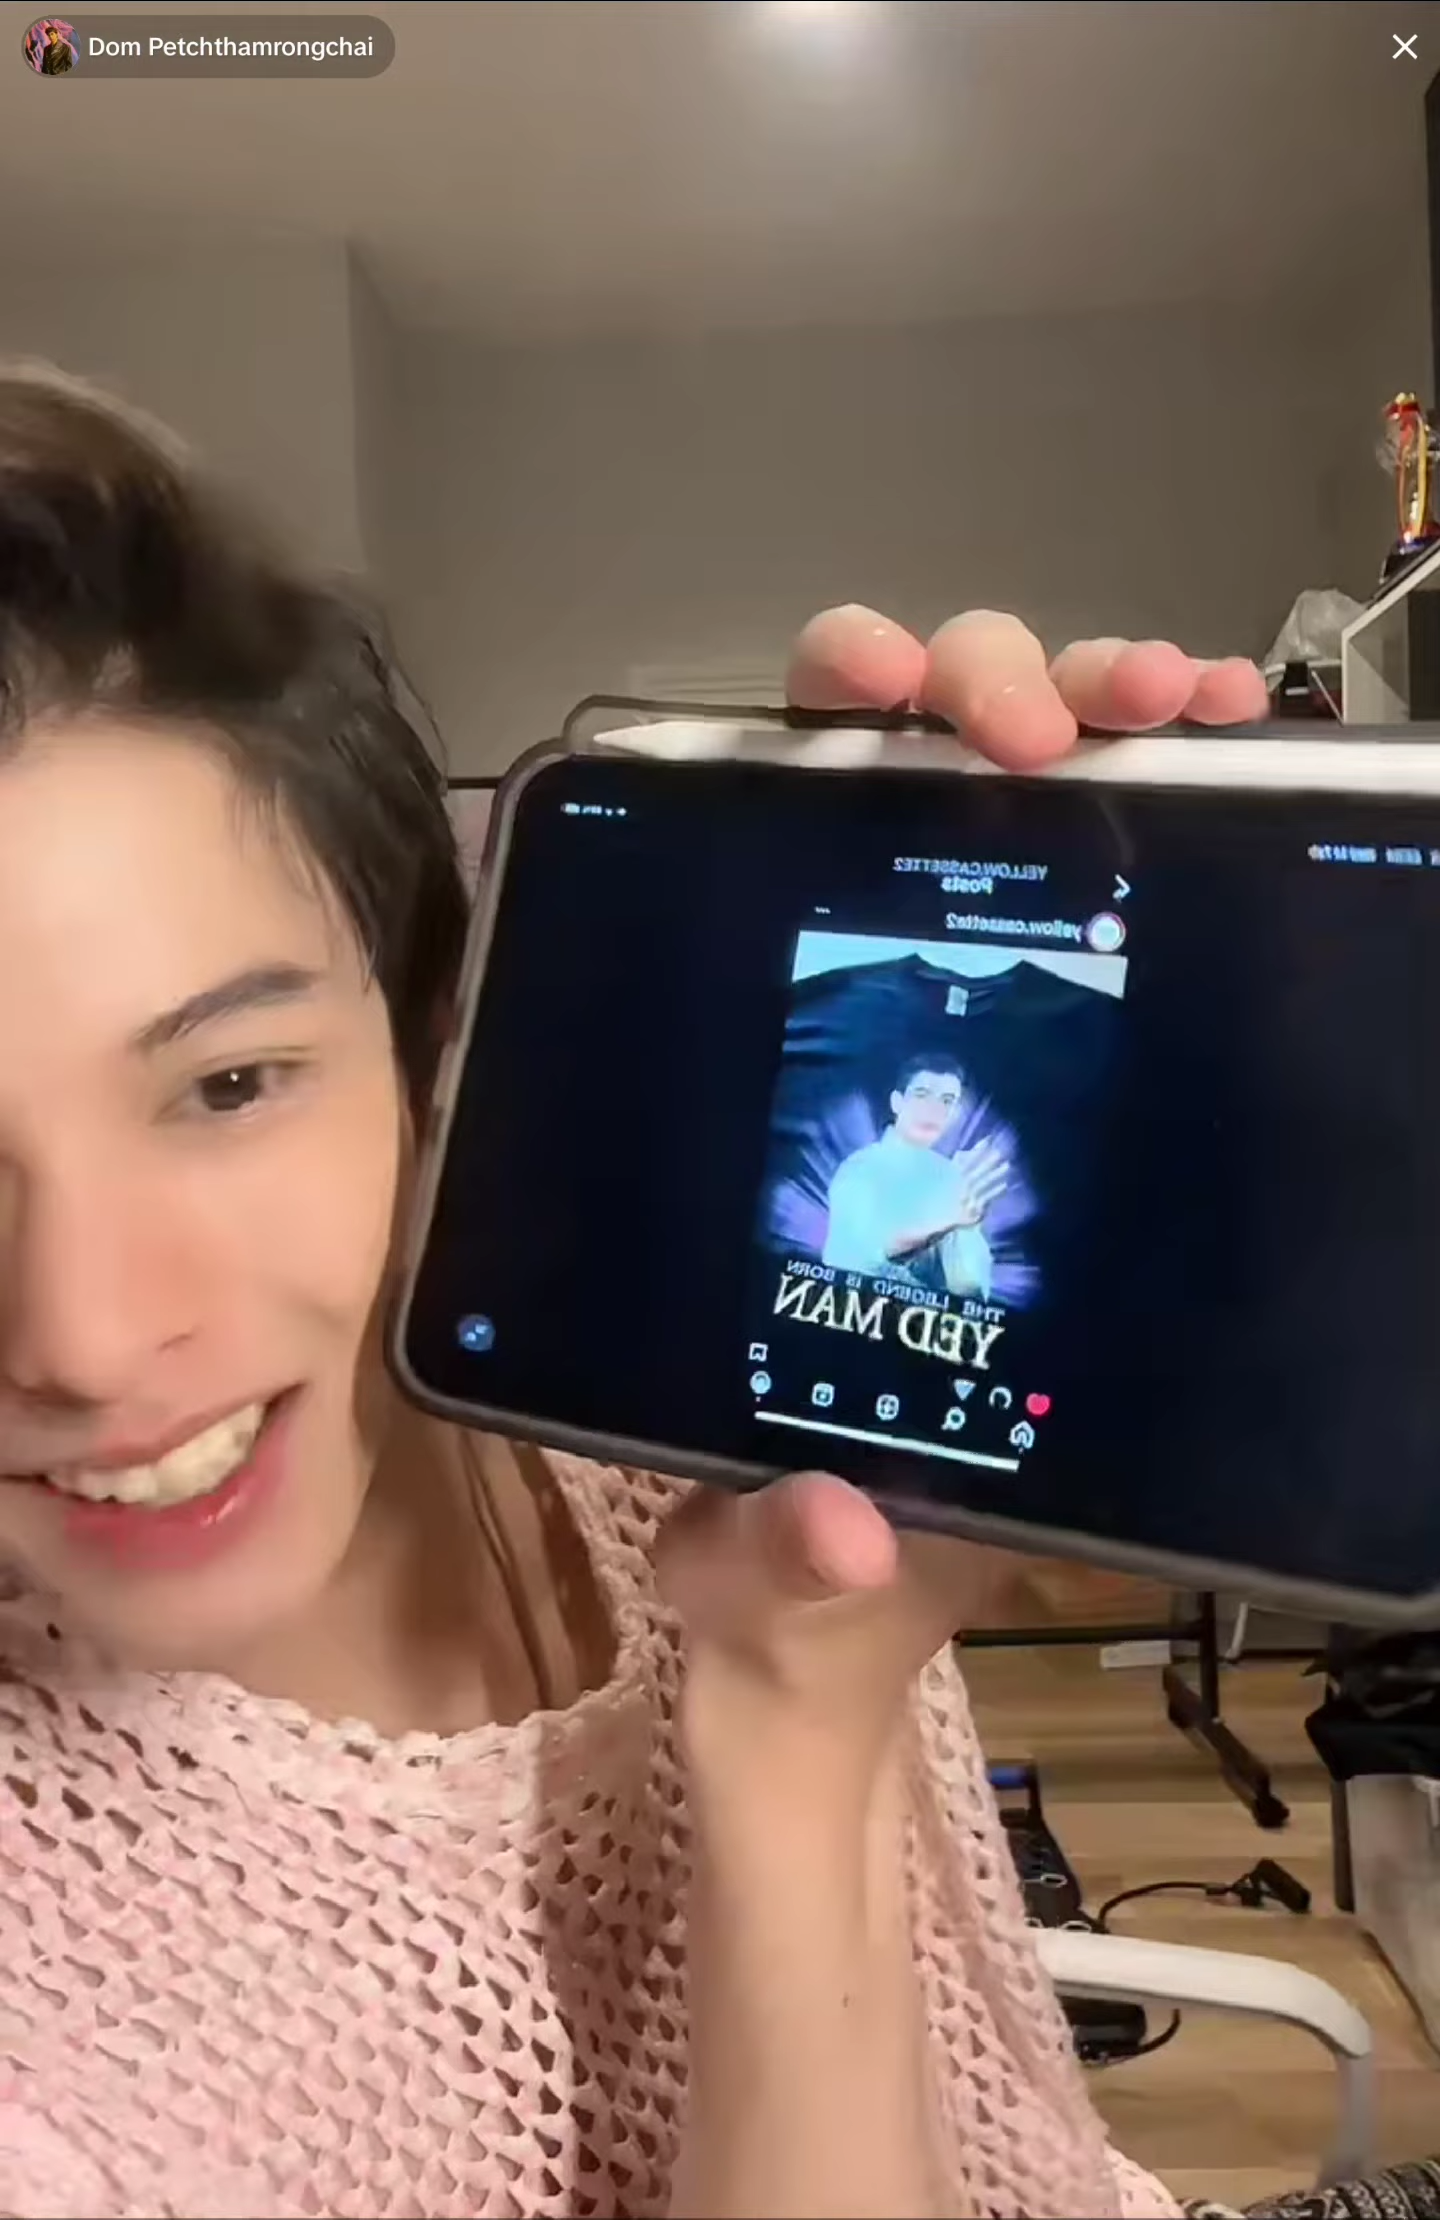 Dom Petchthamrongchai
YELLOW.CASSETTE2
Posts
yellow.cassette2
THE LEGEND IS BORN
YED MAN